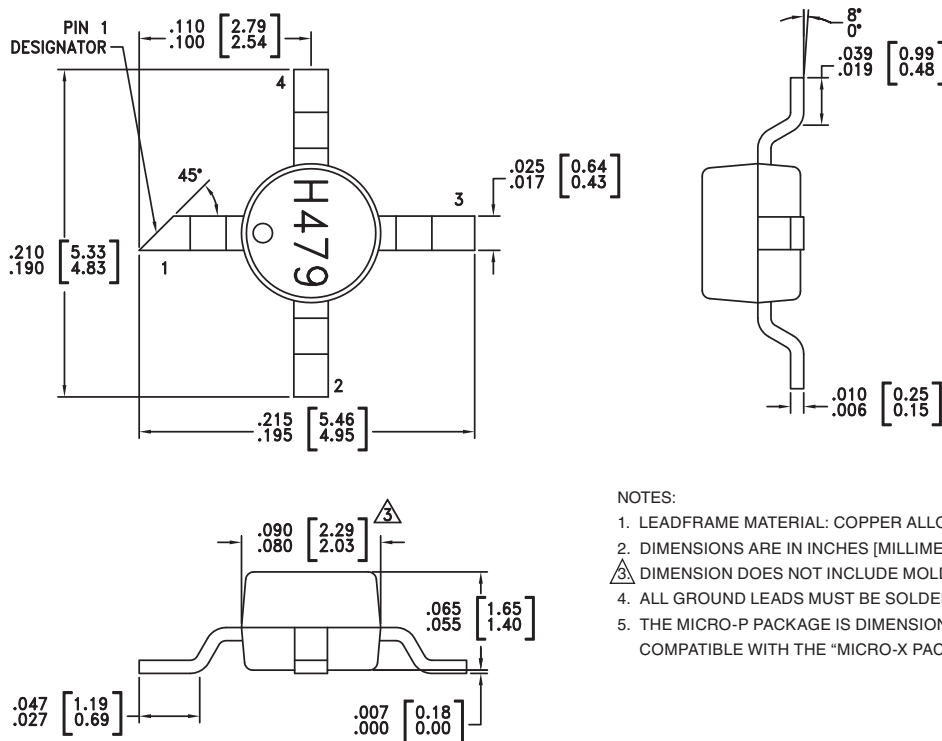 PIN 1
DESIGNATOR
.110 [2.79]
.100 [2.54]
4
45°
H479
3
.025 [0.64]
.017 [0.43]
.210 [5.33]
.190 [4.83]
1
2
.215 [5.46]
.195 [4.95]
8°
0°
.039 [0.99]
.019 [0.48]
.010 [0.25]
.006 [0.15]
.090 [2.29] 3
.080 [2.03]
.065 [1.65]
.055 [1.40]
.047 [1.19]
.027 [0.69]
.007 [0.18]
.000 [0.00]
NOTES:
1. LEADFRAME MATERIAL: COPPER
2. DIMENSIONS ARE IN INCHES
3. DIMENSION DOES NOT INCLUDE MOLD
4. ALL GROUND LEADS MUST BE
5. THE MICRO-P PACKAGE IS
COMPATIBLE WITH THE “MICRO-X